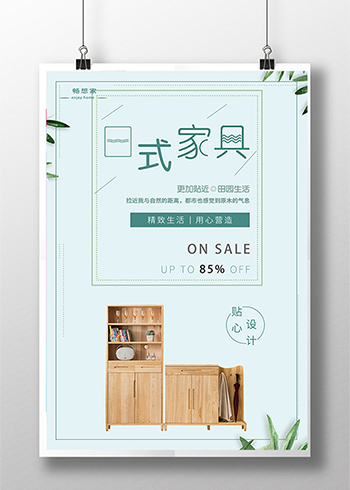 畅想家
enjoy home
日式家具
更加贴近 田园生活
拉近我与自然的距离，都市也感觉到原木的气息
精致生活 | 用心营造
ON SALE
UP TO 85% OFF
贴心设计